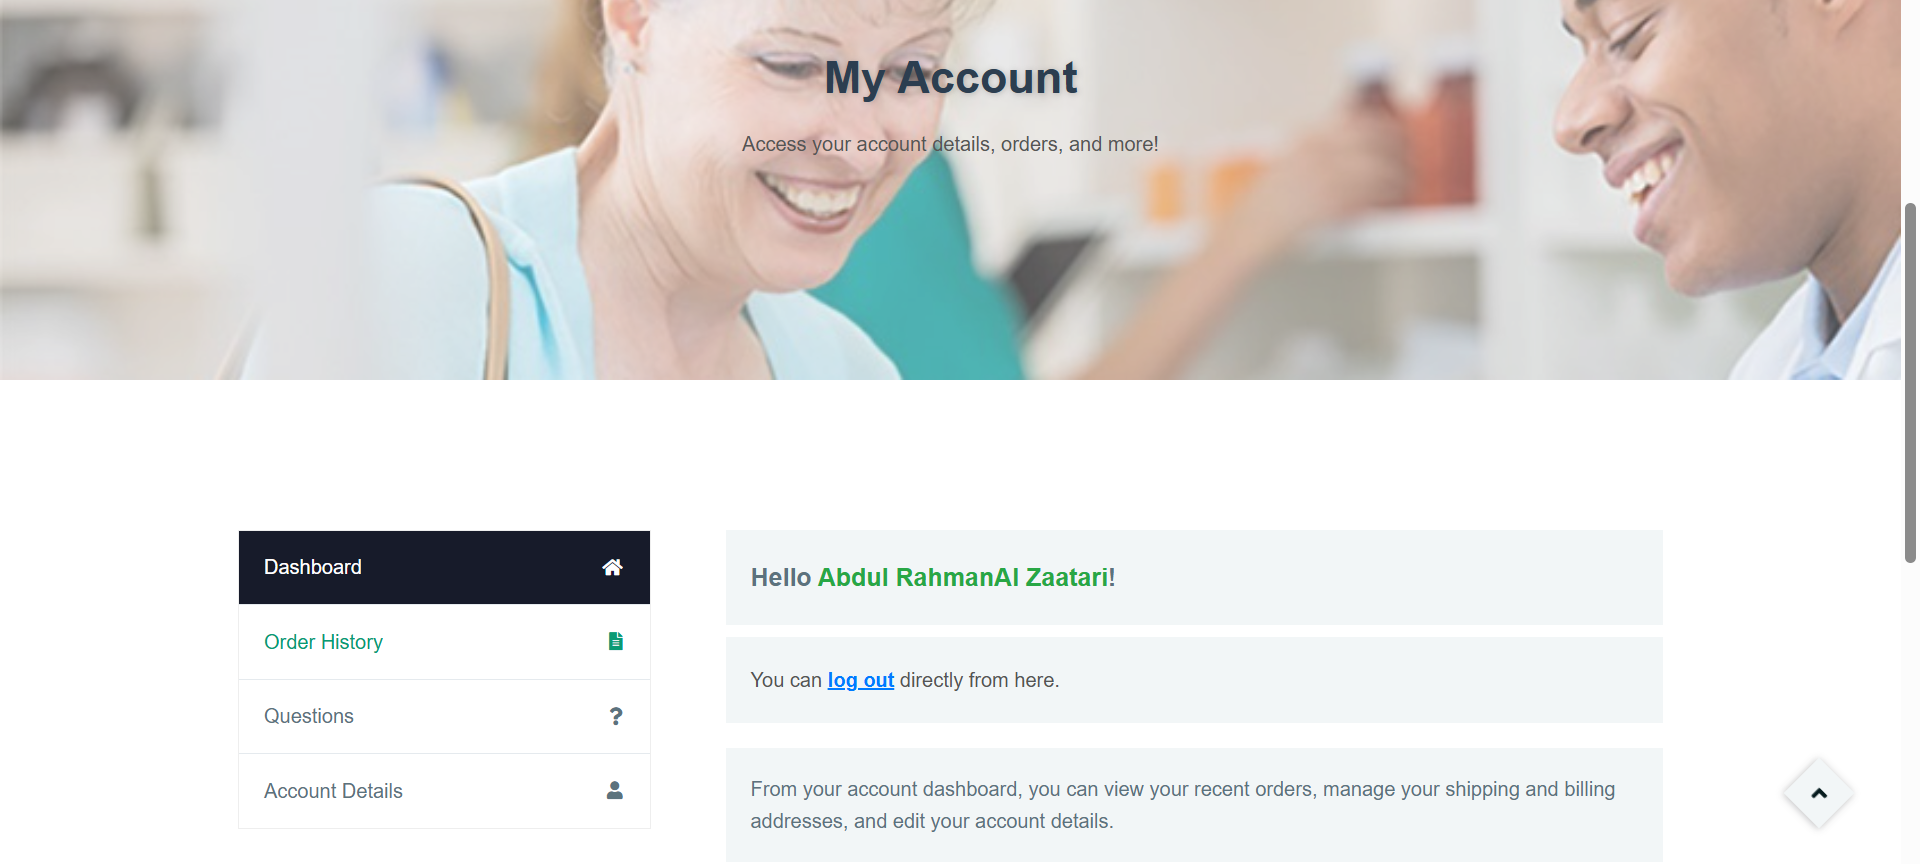 My Account
Access your account details, orders, and more!
Dashboard
Order History
Questions
Account Details
Hello Abdul RahmanAl Zaatari!
You can log out directly from here.
From your account dashboard, you can view your recent orders, manage your shipping and billing
addresses, and edit your account details.